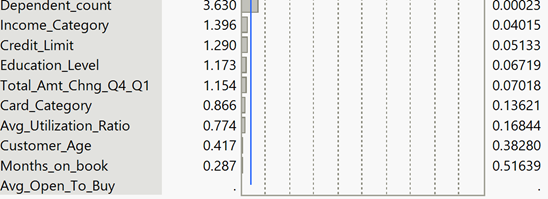 Dependent_count 3.630 0.00023
Income_Category 1.396 0.04015
Credit_Limit 1.290 0.05133
Education_Level 1.173 0.06719
Total_Amt_Chng_Q4_Q1 1.154 0.07018
Card_Category 0.866 0.13621
Avg_Utilization_Ratio 0.774 0.16844
Customer_Age 0.417 0.38280
Months_on_book 0.287 0.51639
Avg_Open_To_Buy . .